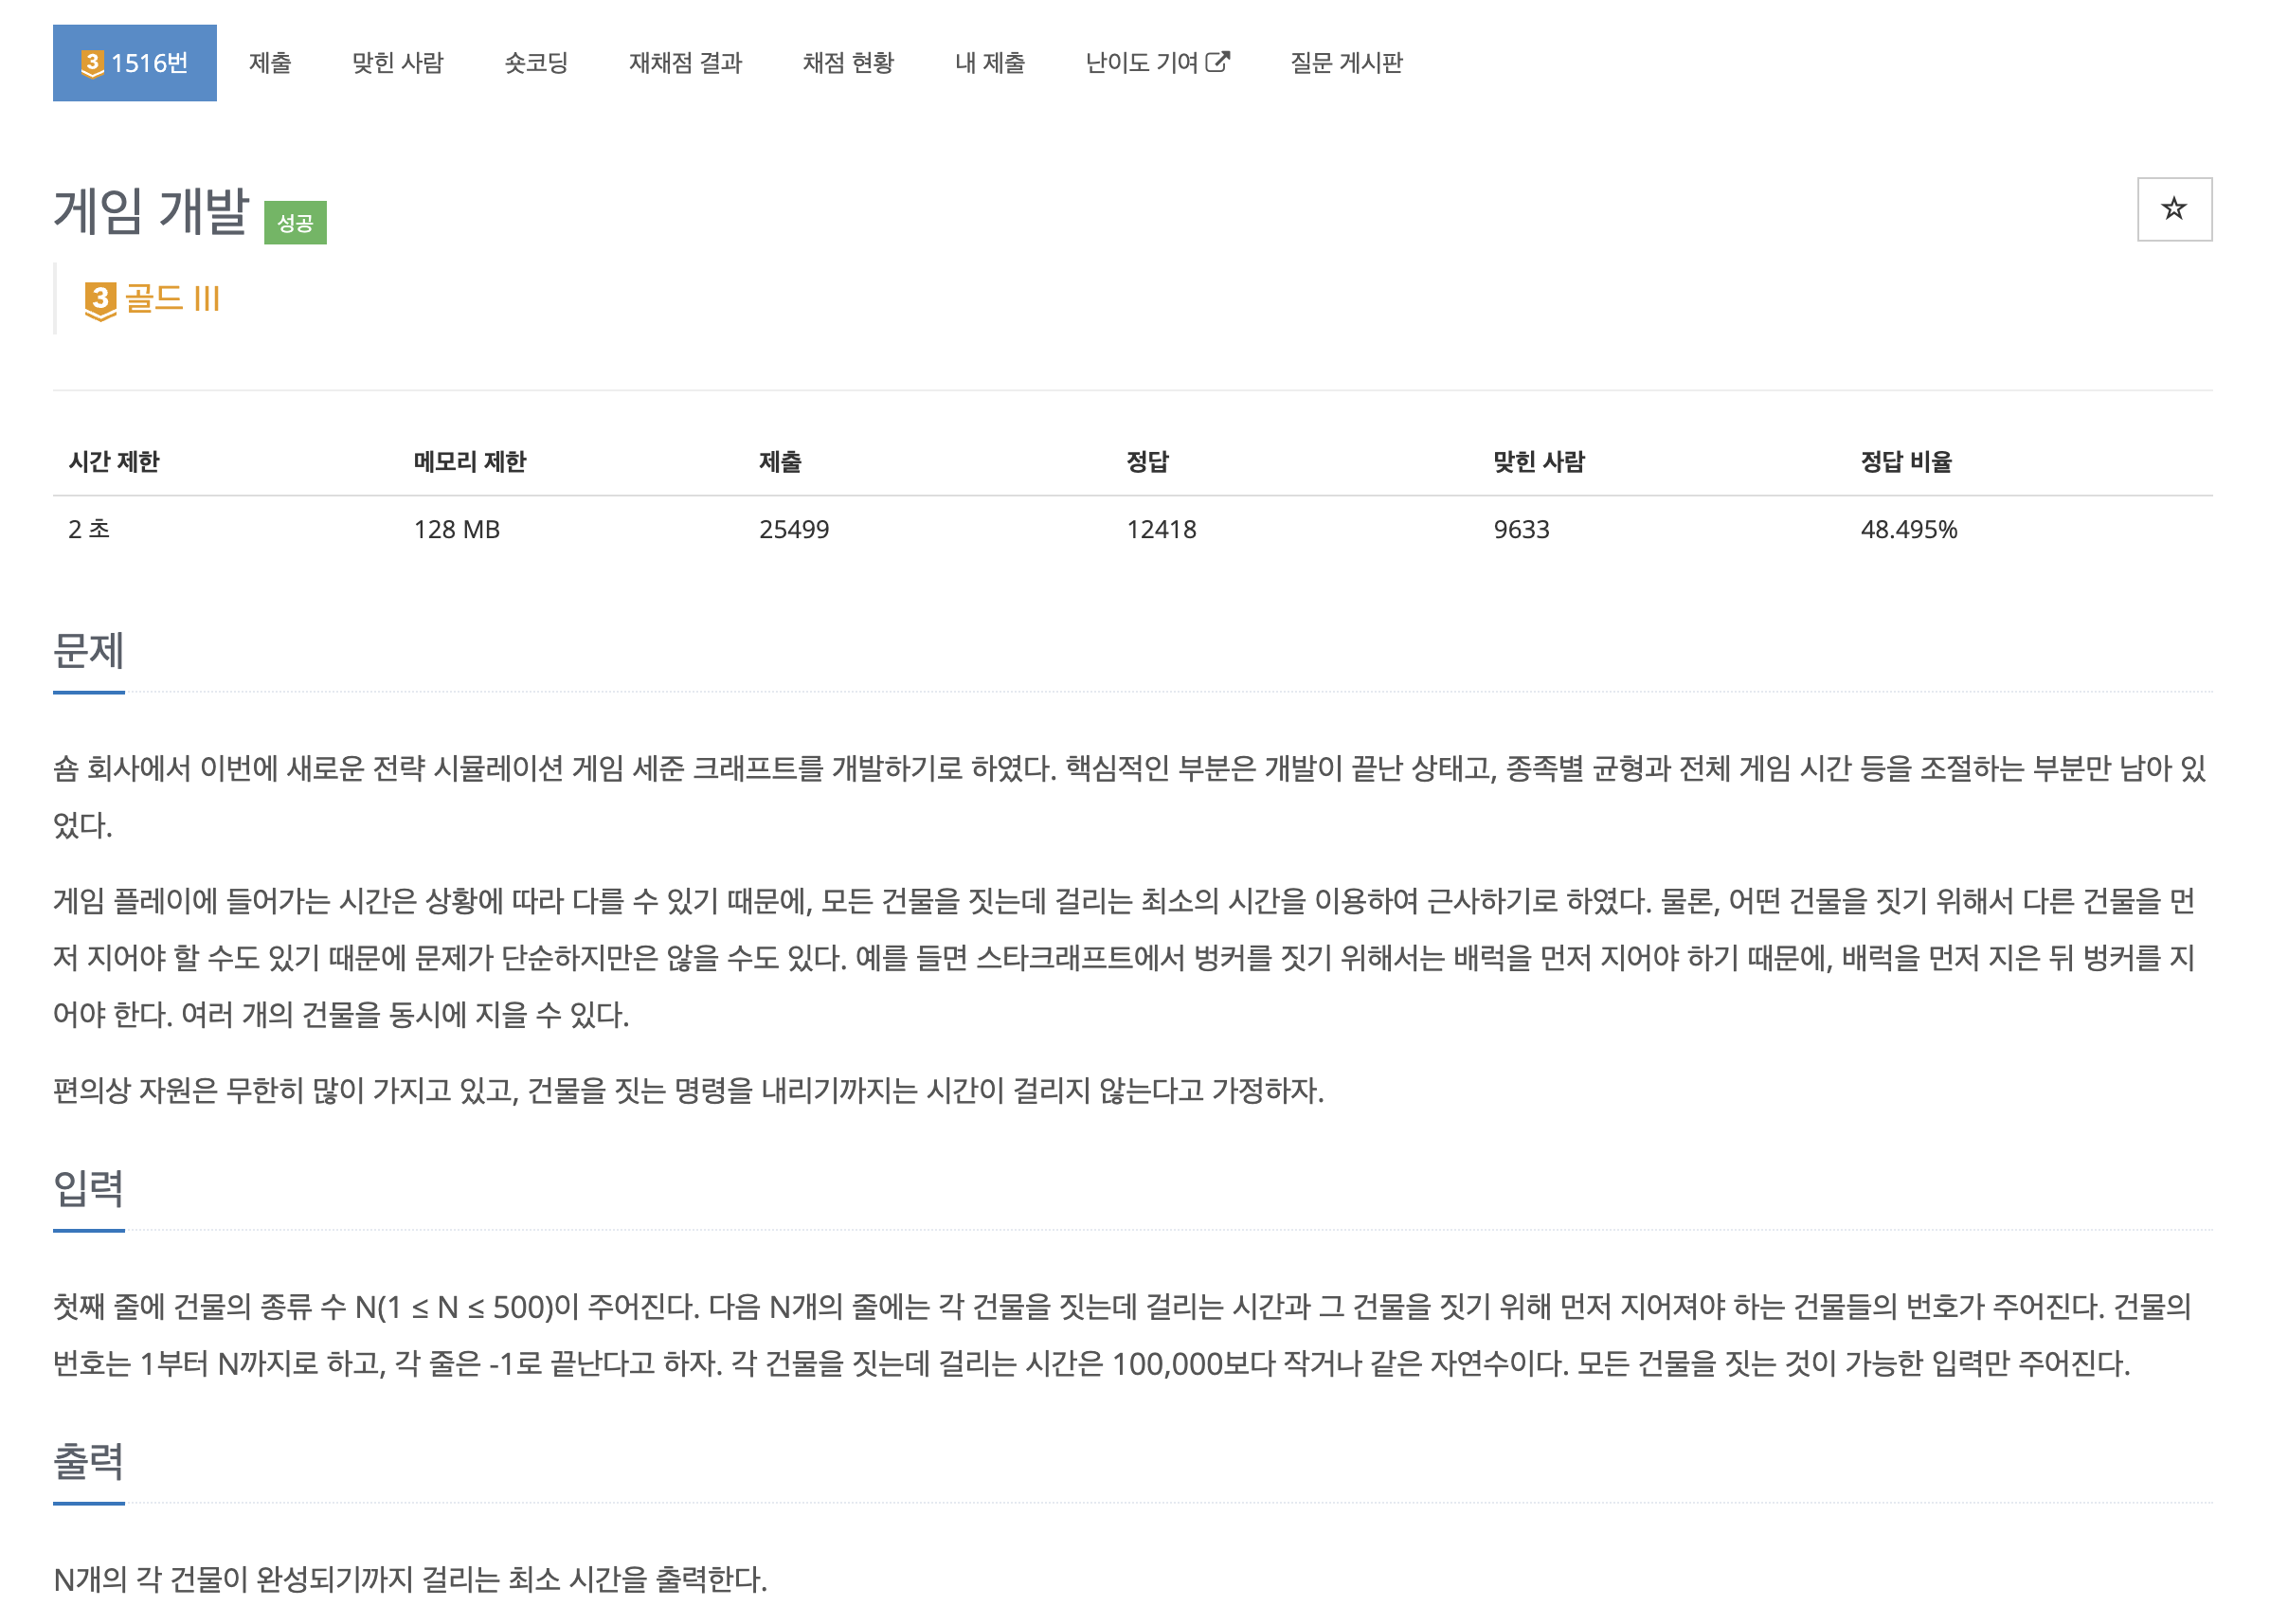 3 1516번 제출 맞힌 사람 숏코딩 재채점 결과 채점 현황 내 제출 난이도 기여 질문 게시판
게임 개발 성공
3 골드 III
시간 제한 메모리 제한 제출 정답 맞힌 사람 정답 비율
2 초 128 MB 25499 12418 9633 48.495%
문제
숌 회사에서 이번에 새로운 전략 시뮬레이션 게임 세준 크래프트를 개발하기로 하였다. 핵심적인 부분은 개발이 끝난 상태고, 종족별 균형과 전체 게임 시간 등을 조절하는 부분만 남아 있
었다.
게임 플레이에 들어가는 시간은 상황에 따라 다를 수 있기 때문에, 모든 건물을 짓는데 걸리는 최소의 시간을 이용하여 근사하기로 하였다. 물론, 어떤 건물을 짓기 위해서 다른 건물을 먼
저 지어야 할 수도 있기 때문에 문제가 단순하지만은 않을 수도 있다. 예를 들면 스타크래프트에서 벙커를 짓기 위해서는 배럭을 먼저 지어야 하기 때문에, 배럭을 먼저 지은 뒤 벙커를 지
어야 한다. 여러 개의 건물을 동시에 지을 수 있다.
편의상 자원은 무한히 많이 가지고 있고, 건물을 짓는 명령을 내리기까지는 시간이 걸리지 않는다고 가정하자.
입력
첫째 줄에 건물의 종류 수 N(1 ≤ N ≤ 500)이 주어진다. 다음 N개의 줄에는 각 건물을 짓는데 걸리는 시간과 그 건물을 짓기 위해 먼저 지어져야 하는 건물들의 번호가 주어진다. 건물의
번호는 1부터 N까지로 하고, 각 줄은 -1로 끝난다고 하자. 각 건물을 짓는데 걸리는 시간은 100,000보다 작거나 같은 자연수이다. 모든 건물을 짓는 것이 가능한 입력만 주어진다.
출력
N개의 각 건물이 완성되기까지 걸리는 최소 시간을 출력한다.